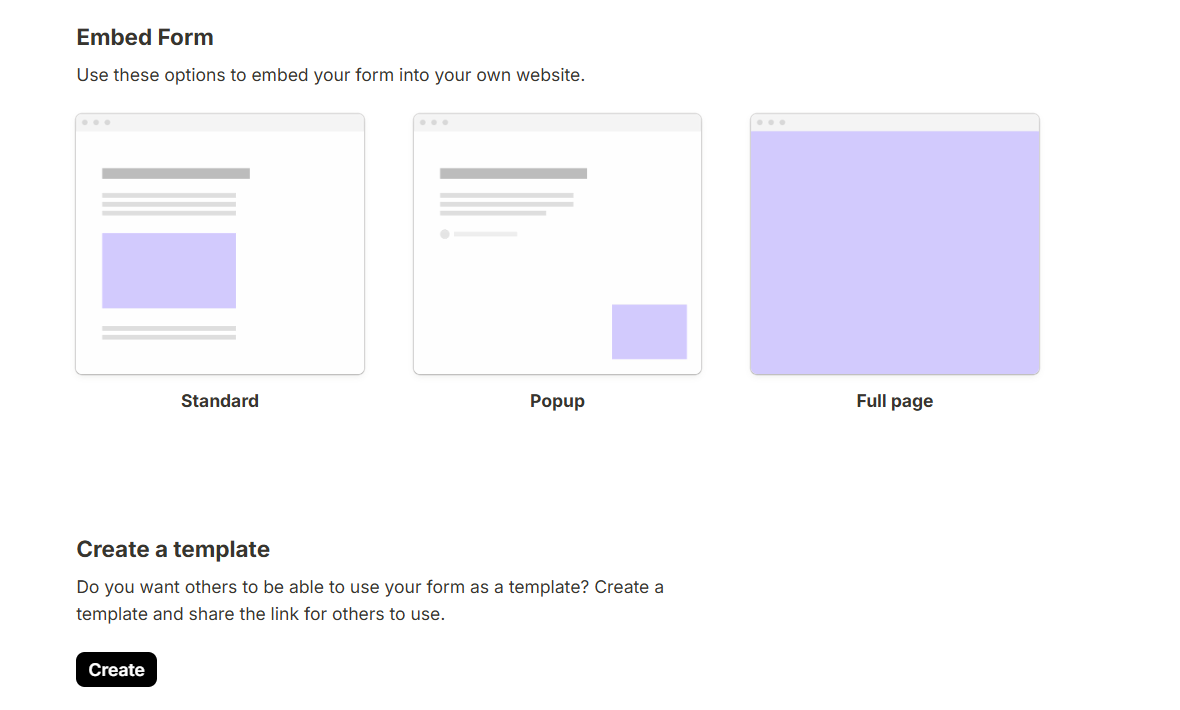 Embed Form
Use these options to embed your form into your own website.
Standard
Popup
Full page
Create a template
Do you want others to be able to use your form as a template? Create a
template and share the link for others to use.
Create